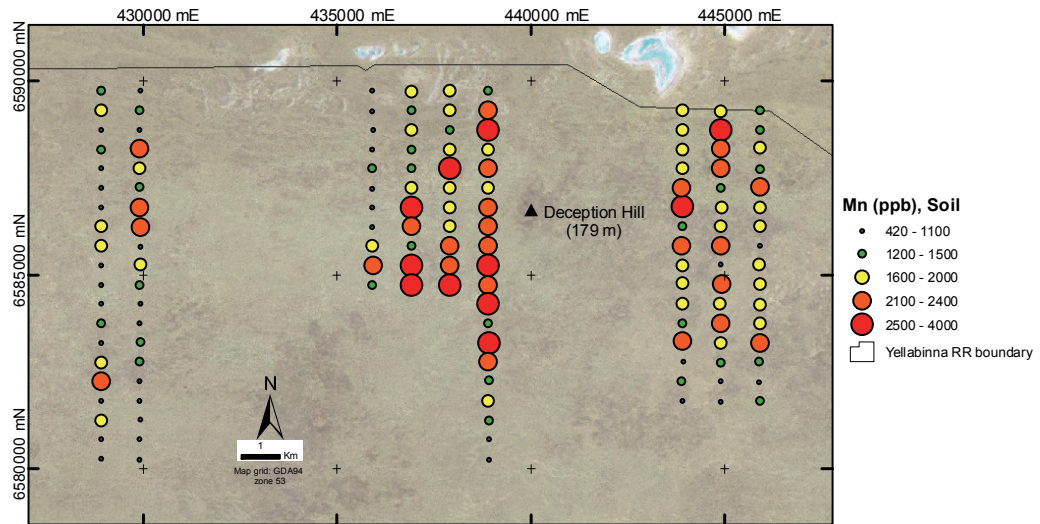 430000 mE 435000 mE 440000 mE 445000 mE
6590000 mN
6585000 mN
6580000 mN
Deception Hill
(179 m)
N
1
Km
Map grid: GDA94
zone 53
Mn (ppb), Soil
420 - 1100
1200 - 1500
1600 - 2000
2100 - 2400
2500 - 4000
Yellabinna RR boundary